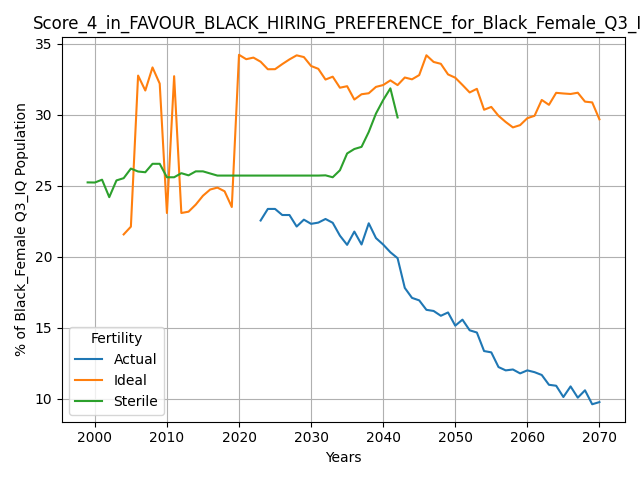 Score_4_in_FAVOUR_BLACK_HIRING_PREFERENCE_for_Black_Female_Q3_I
35
30
25
20
15
10
% of Black_Female Q3_IQ Population
Fertility
Actual
Ideal
Sterile
2000 2010 2020 2030 2040 2050 2060 2070
Years